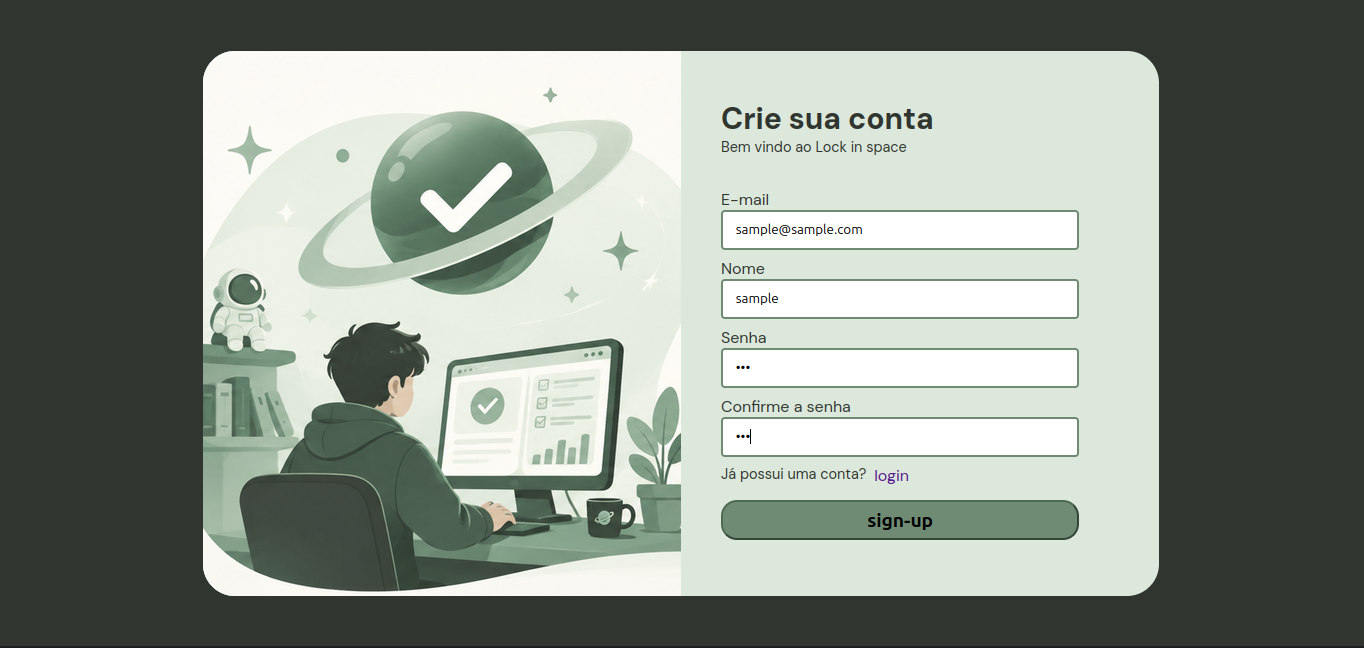 Crie sua conta
Bem vindo ao Lock in space
E-mail
sample@sample.com
Nome
sample
Senha
•••
Confirme a senha
•••
Já possui uma conta? login
sign-up